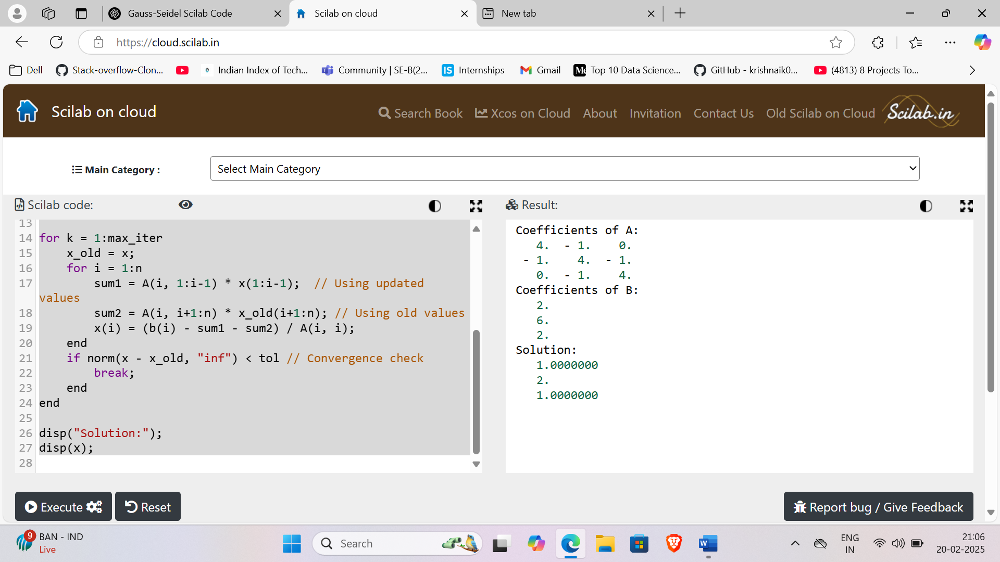 Gauss-Seidel Scilab Code
Scilab on cloud
New tab
https://cloud.scilab.in
Dell
Stack-overflow-Clon...
Indian Index of Tech...
Community | SE-B(2...
IS Internships
Gmail
Top 10 Data Science...
GitHub - krishnaik0...
(4813) 8 Projects To...
Scilab on cloud
Search Book
Xcos on Cloud
About
Invitation
Contact Us
Old Scilab on Cloud
Scilab.in
Main Category :
Select Main Category
Scilab code:
13
14 for k = 1:max_iter
15 x_old = x;
16 for i = 1:n
17 sum1 = A(i, 1:i-1) * x(1:i-1); // Using updated
values
18 sum2 = A(i, i+1:n) * x_old(i+1:n); // Using old values
19 x(i) = (b(i) - sum1 - sum2) / A(i, i);
20 end
21 if norm(x - x_old, "inf") < tol // Convergence check
22 break;
23 end
24 end
25
26 disp("Solution:");
27 disp(x);
28
Result:
Coefficients of A:
4. - 1. 0.
- 1. 4. - 1.
0. - 1. 4.
Coefficients of B:
2.
6.
2.
Solution:
1.0000000
2.
1.0000000
Execute
Reset
Report bug / Give Feedback
9
BAN - IND
Live
Search
W
ENG
IN
21:06
20-02-2025